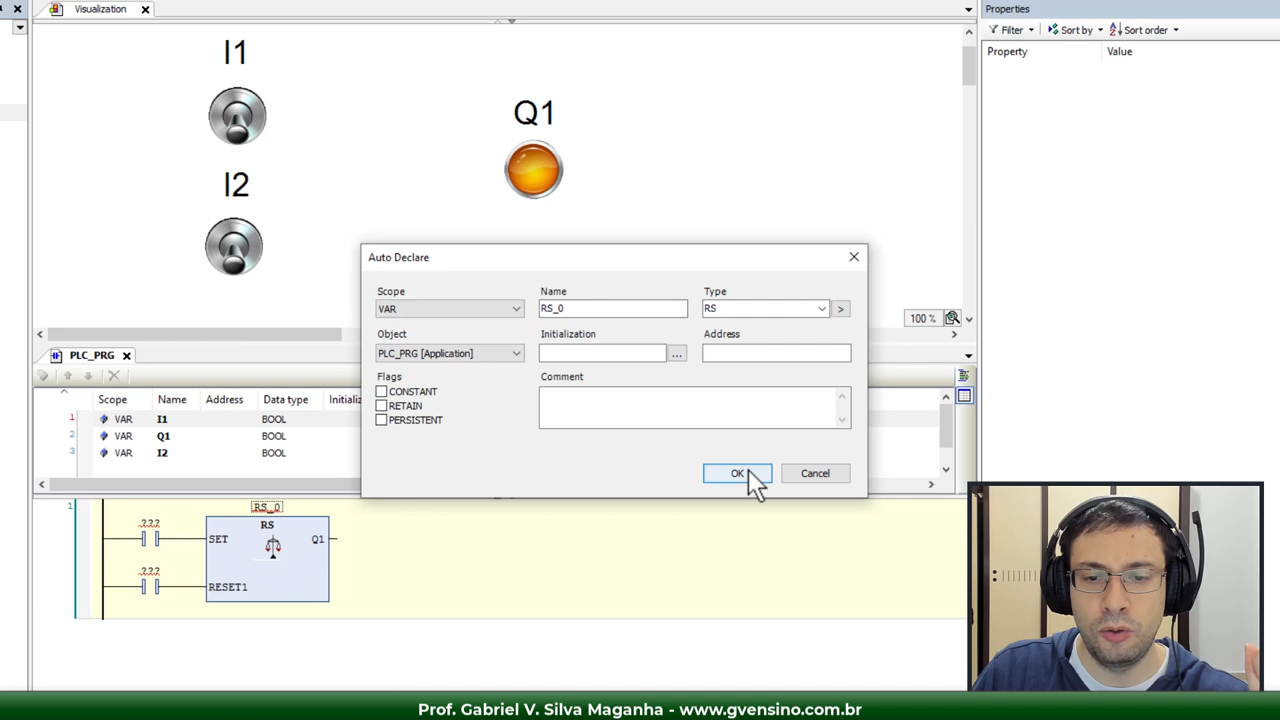 Visualization
Properties
Filter
Sort by
Sort order
Property Value
I1
Q1
I2
100 %
Auto Declare
Scope Name Type
VAR RS_0 RS >
Object Initialization Address
PLC_PRG [Application] ...
Flags Comment
CONSTANT
RETAIN
PERSISTENT
OK Cancel
PLC_PRG
Scope Name Address Data type Initializ
1 VAR I1 BOOL
2 VAR Q1 BOOL
3 VAR I2 BOOL
1
RS_0
RS
???
SET Q1
???
RESET1
Prof. Gabriel V. Silva Maganha - www.gvensino.com.br